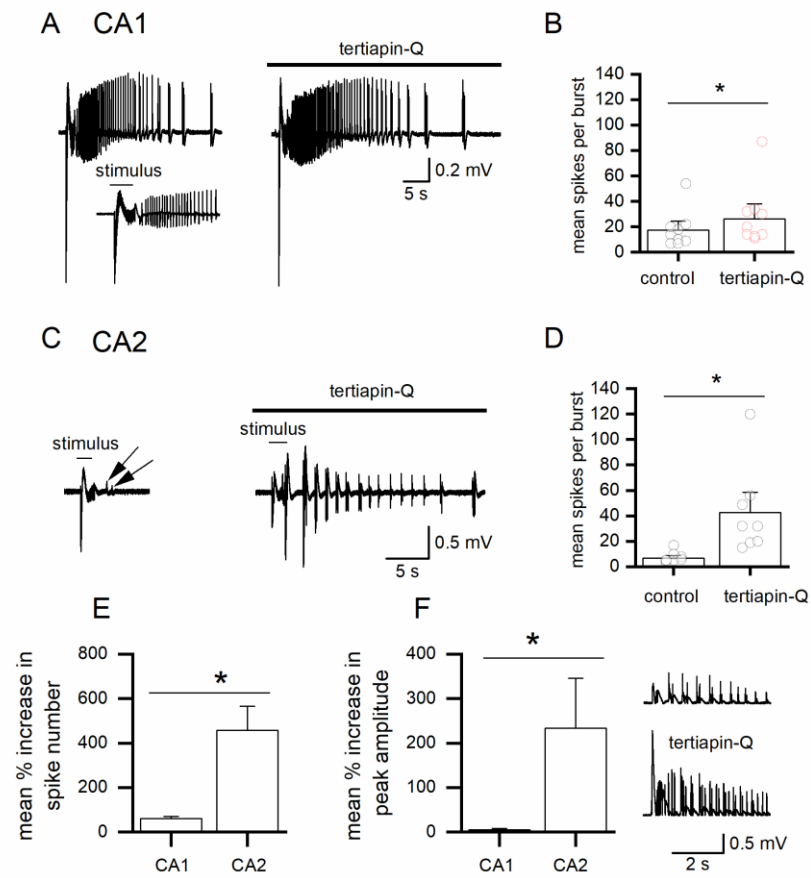 A CA1
tertiapin-Q
stimulus
0.2 mV
5 s
B
mean spikes per burst
140
120
100
80
60
40
20
0
*
control tertiapin-Q
C CA2
stimulus
tertiapin-Q
stimulus
0.5 mV
5 s
D
mean spikes per burst
140
120
100
80
60
40
20
0
*
control tertiapin-Q
E
mean % increase in
spike number
800
600
400
200
0
*
CA1 CA2
F
mean % increase in
peak amplitude
400
300
200
100
0
*
CA1 CA2
tertiapin-Q
0.5 mV
2 s